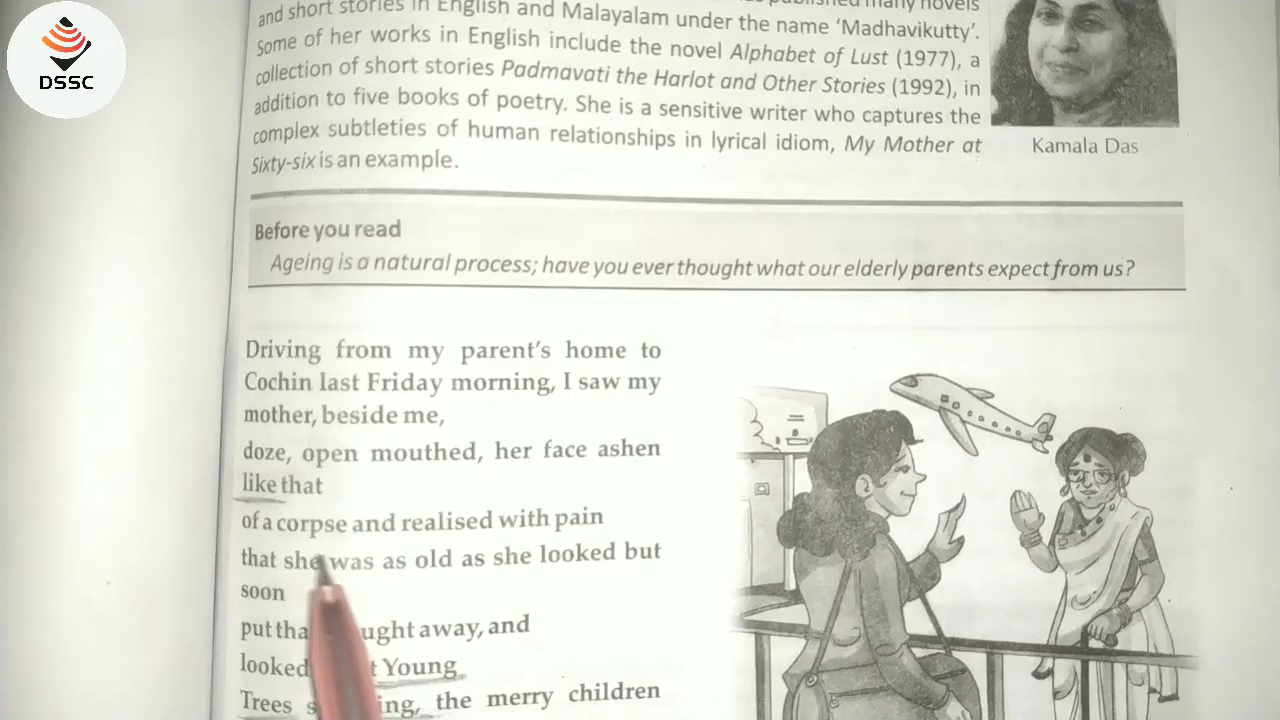 DSSC
published many novels
and short stories in English and Malayalam under the name ‘Madhavikutty’.
Some of her works in English include the novel Alphabet of Lust (1977), a
collection of short stories Padmavati the Harlot and Other Stories (1992), in
addition to five books of poetry. She is a sensitive writer who captures the
complex subtleties of human relationships in lyrical idiom, My Mother at
Sixty-six is an example.
Kamala Das
Before you read
Ageing is a natural process; have you ever thought what our elderly parents expect from us?
Driving from my parent’s home to
Cochin last Friday morning, I saw my
mother, beside me,
doze, open mouthed, her face ashen
like that
of a corpse and realised with pain
that she was as old as she looked but
soon
put away, and
looked Young
Trees the merry children